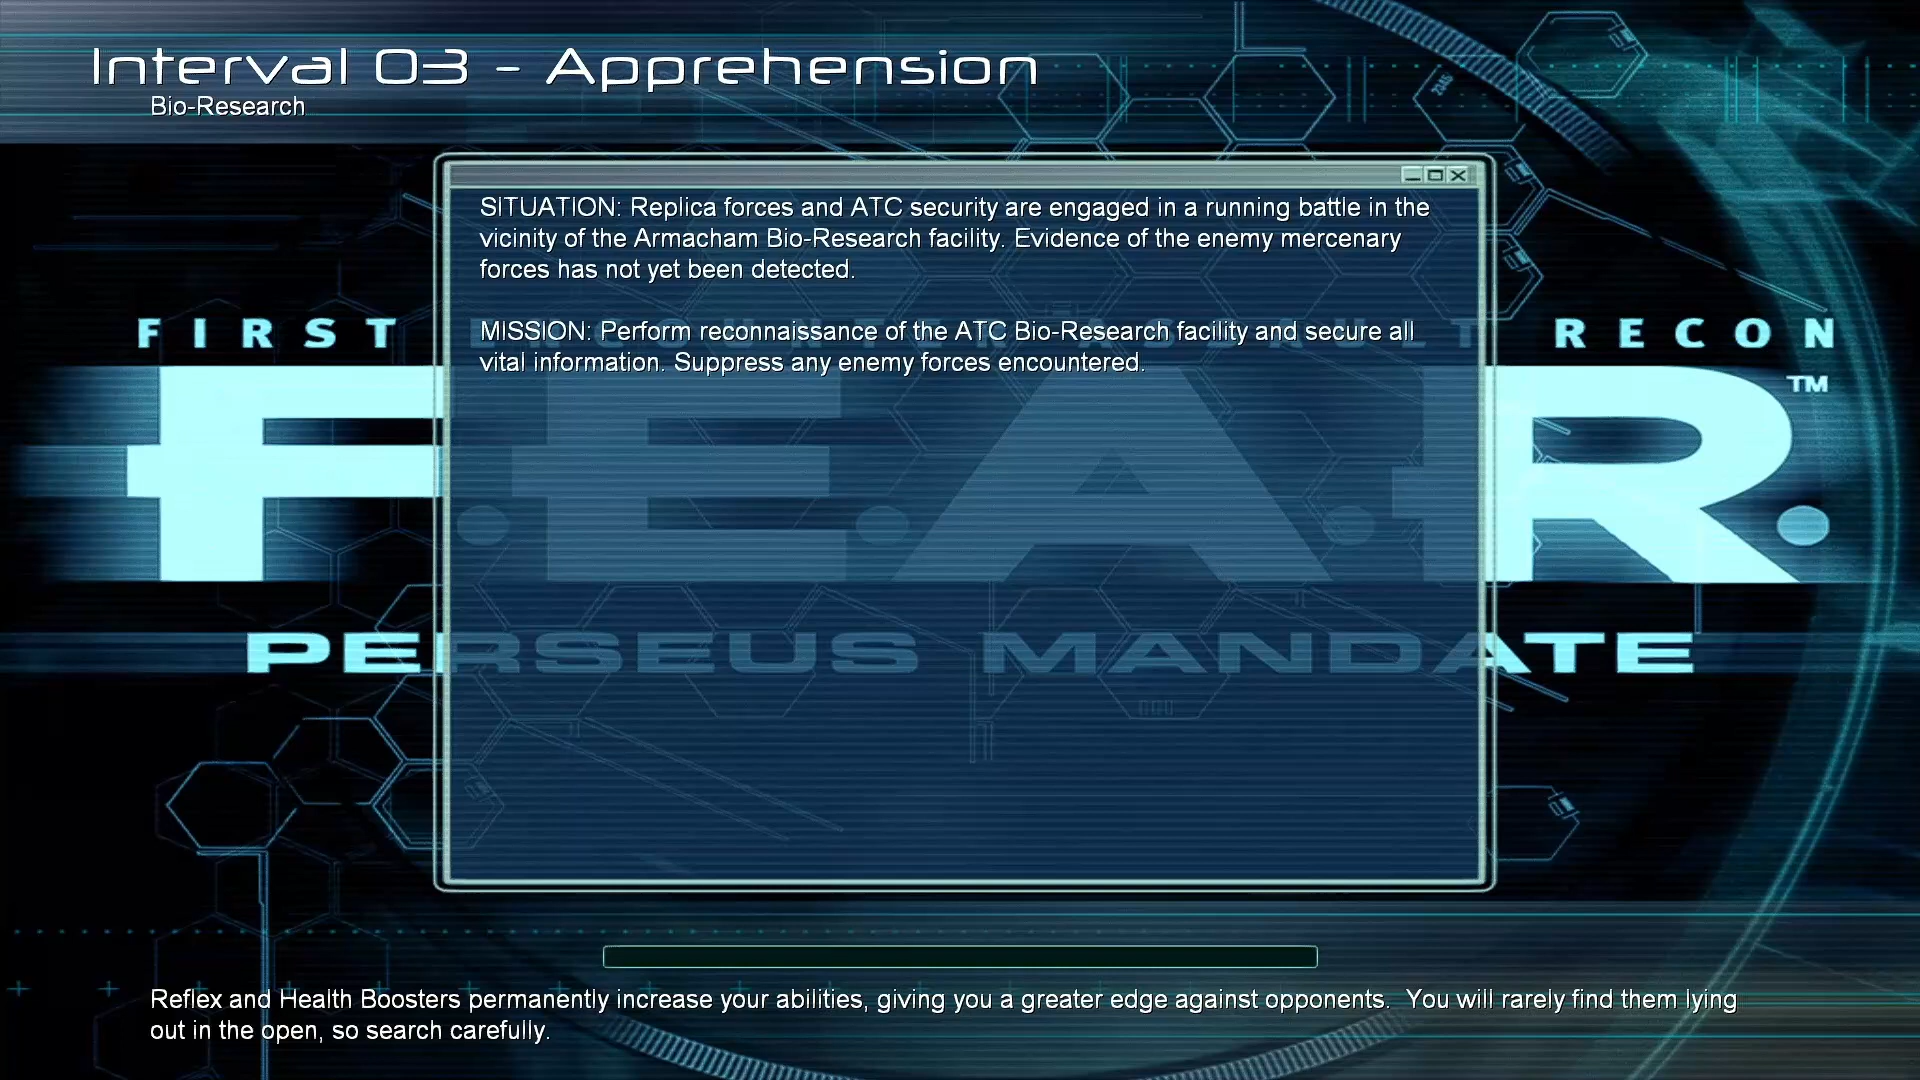 Interval 03 - Apprehension
Bio-Research
SITUATION: Replica forces and ATC security are engaged in a running battle in the
vicinity of the Armacham Bio-Research facility. Evidence of the enemy mercenary
forces has not yet been detected.
MISSION: Perform reconnaissance of the ATC Bio-Research facility and secure all
vital information. Suppress any enemy forces encountered.
FIRST ENCOUNTER ASSAULT RECON
F.E.A.R.™
PERSEUS MANDATE
Reflex and Health Boosters permanently increase your abilities, giving you a greater edge against opponents.  You will rarely find them lying
out in the open, so search carefully.